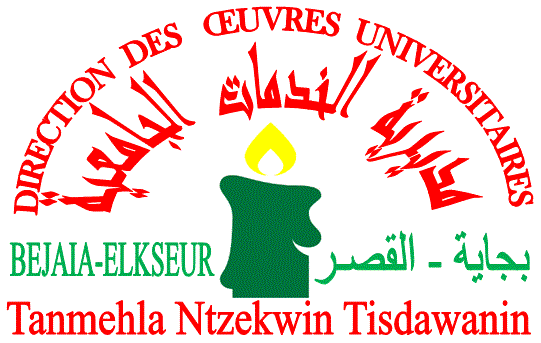 DIRECTION DES ŒUVRES UNIVERSITAIRES
مديرية الخدمات الجامعية
BEJAIA-ELKSEUR
بجاية - القصر
Tanmehla Ntzekwin Tisdawanin